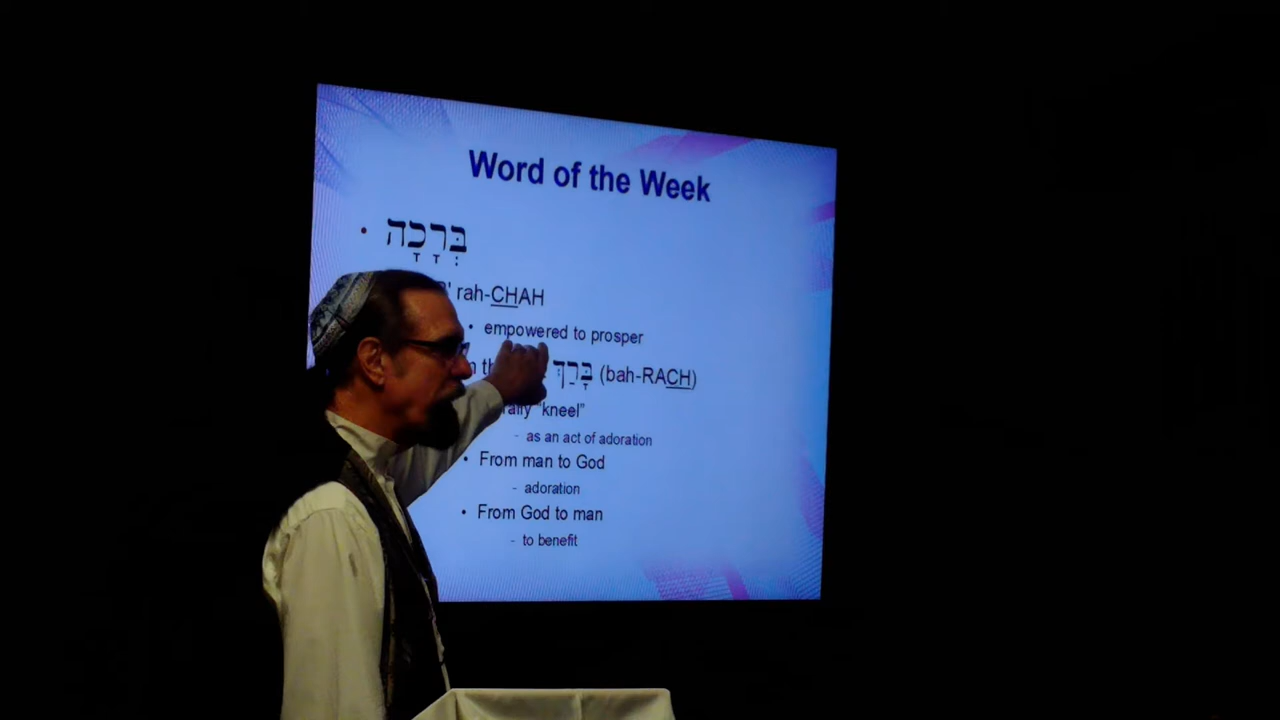 Word of the Week
• בְּרָכָה
rah-CHAH
• empowered to prosper
בָּרַךְ (bah-RACH)
"kneel"
- as an act of adoration
• From man to God
- adoration
• From God to man
- to benefit